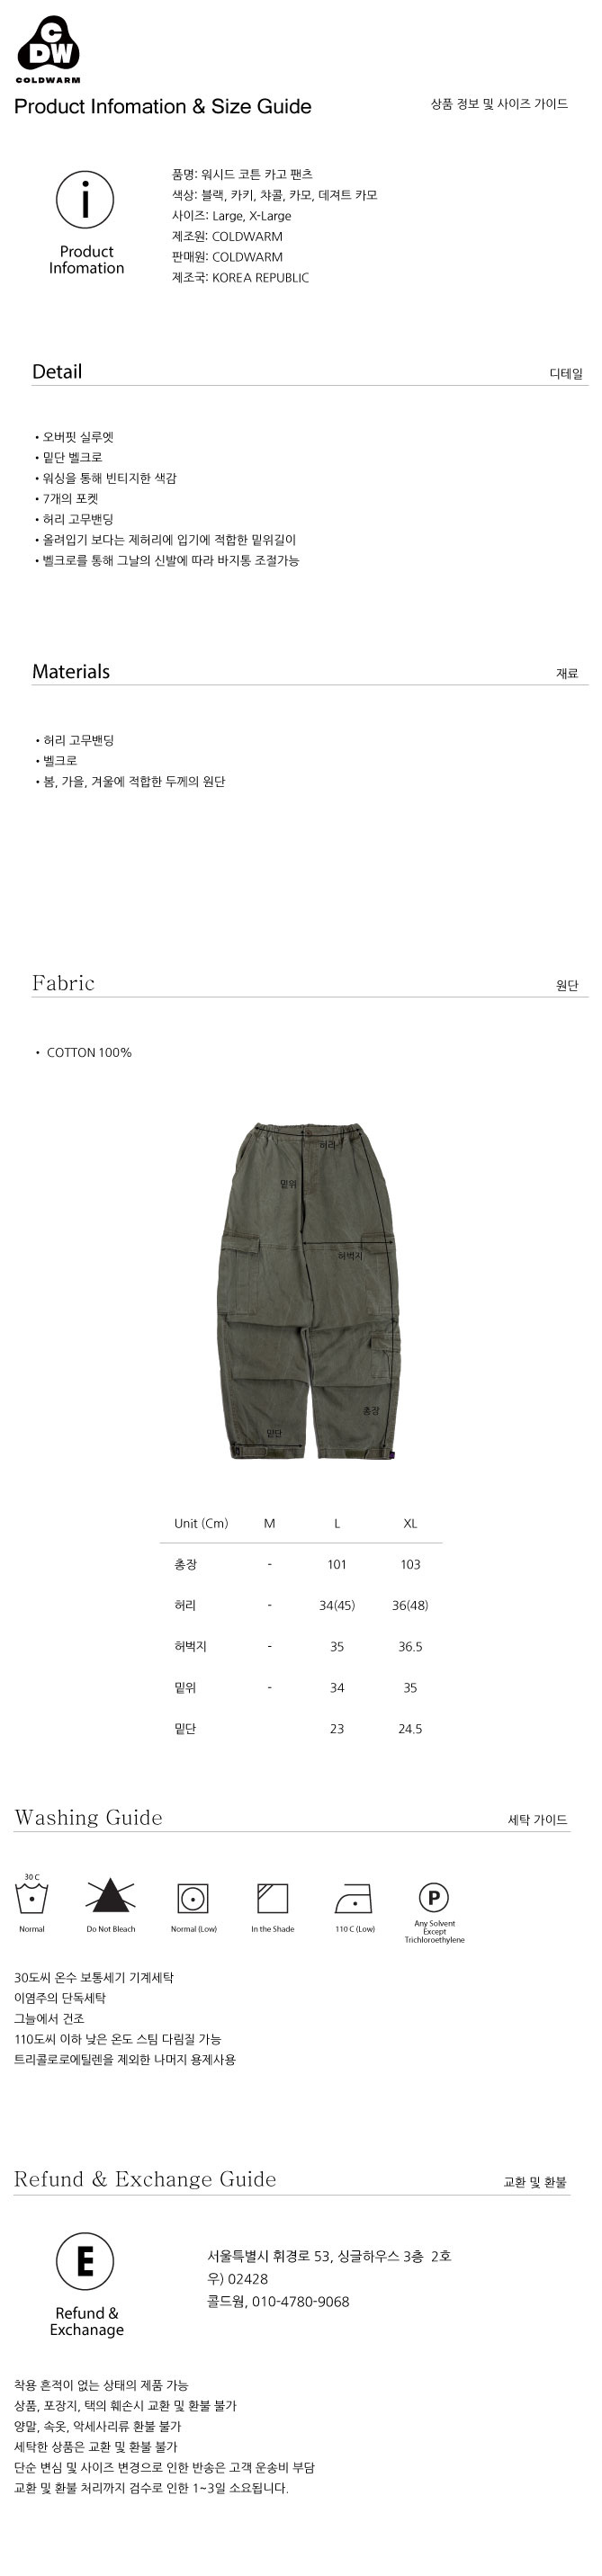 CDW
COLDWARM
Product Infomation & Size Guide
상품 정보 및 사이즈 가이드
i
Product
Infomation
품명: 워시드 코튼 카고 팬츠
색상: 블랙, 카키, 챠콜, 카모, 데져트 카모
사이즈: Large, X-Large
제조원: COLDWARM
판매원: COLDWARM
제조국: KOREA REPUBLIC
Detail
디테일
• 오버핏 실루엣
• 밑단 벨크로
• 워싱을 통해 빈티지한 색감
• 7개의 포켓
• 허리 고무밴딩
• 올려입기 보다는 제허리에 입기에 적합한 밑위길이
• 벨크로를 통해 그날의 신발에 따라 바지통 조절가능
Materials
재료
• 허리 고무밴딩
• 벨크로
• 봄, 가을, 겨울에 적합한 두께의 원단
Fabric
원단
• COTTON 100%
허리
밑위
허벅지
총장
밑단
Unit (Cm) M L XL
총장 - 101 103
허리 - 34(45) 36(48)
허벅지 - 35 36.5
밑위 - 34 35
밑단 23 24.5
Washing Guide
세탁 가이드
30 C
Normal
Do Not Bleach
Normal (Low)
In the Shade
110 C (Low)
P
Any Solvent
Except
Trichloroethylene
30도씨 온수 보통세기 기계세탁
이염주의 단독세탁
그늘에서 건조
110도씨 이하 낮은 온도 스팀 다림질 가능
트리콜로로에틸렌을 제외한 나머지 용제사용
Refund & Exchange Guide
교환 및 환불
E
Refund &
Exchanage
서울특별시 휘경로 53, 싱글하우스 3층 2호
우) 02428
콜드웜, 010-4780-9068
착용 흔적이 없는 상태의 제품 가능
상품, 포장지, 택의 훼손시 교환 및 환불 불가
양말, 속옷, 악세사리류 환불 불가
세탁한 상품은 교환 및 환불 불가
단순 변심 및 사이즈 변경으로 인한 반송은 고객 운송비 부담
교환 및 환불 처리까지 검수로 인한 1~3일 소요됩니다.